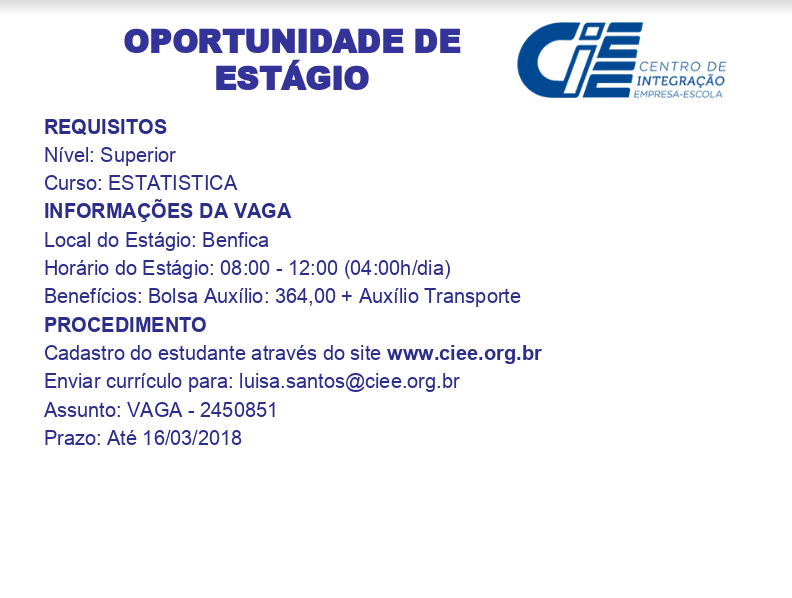 OPORTUNIDADE DE
ESTÁGIO
CIEE
CENTRO DE
INTEGRAÇÃO
EMPRESA-ESCOLA
REQUISITOS
Nível: Superior
Curso: ESTATISTICA
INFORMAÇÕES DA VAGA
Local do Estágio: Benfica
Horário do Estágio: 08:00 - 12:00 (04:00h/dia)
Benefícios: Bolsa Auxílio: 364,00 + Auxílio Transporte
PROCEDIMENTO
Cadastro do estudante através do site www.ciee.org.br
Enviar currículo para: luisa.santos@ciee.org.br
Assunto: VAGA - 2450851
Prazo: Até 16/03/2018